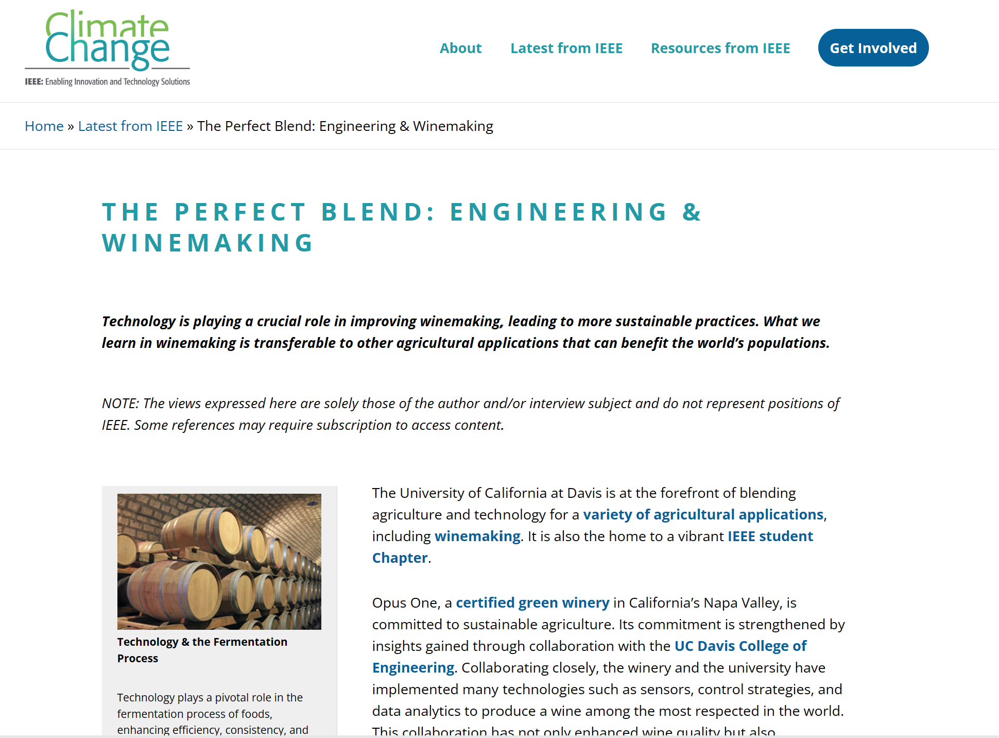 Climate
Change
IEEE: Enabling Innovation and Technology Solutions
About
Latest from IEEE
Resources from IEEE
Get Involved
Home » Latest from IEEE » The Perfect Blend: Engineering & Winemaking
THE PERFECT BLEND: ENGINEERING &
WINEMAKING
Technology is playing a crucial role in improving winemaking, leading to more sustainable practices. What we
learn in winemaking is transferable to other agricultural applications that can benefit the world’s populations.
NOTE: The views expressed here are solely those of the author and/or interview subject and do not represent positions of
IEEE. Some references may require subscription to access content.
Technology & the Fermentation
Process
Technology plays a pivotal role in the
fermentation process of foods,
enhancing efficiency, consistency, and
The University of California at Davis is at the forefront of blending
agriculture and technology for a variety of agricultural applications,
including winemaking. It is also the home to a vibrant IEEE student
Chapter.
Opus One, a certified green winery in California’s Napa Valley, is
committed to sustainable agriculture. Its commitment is strengthened by
insights gained through collaboration with the UC Davis College of
Engineering. Collaborating closely, the winery and the university have
implemented many technologies such as sensors, control strategies, and
data analytics to produce a wine among the most respected in the world.
This collaboration has not only enhanced wine quality but also